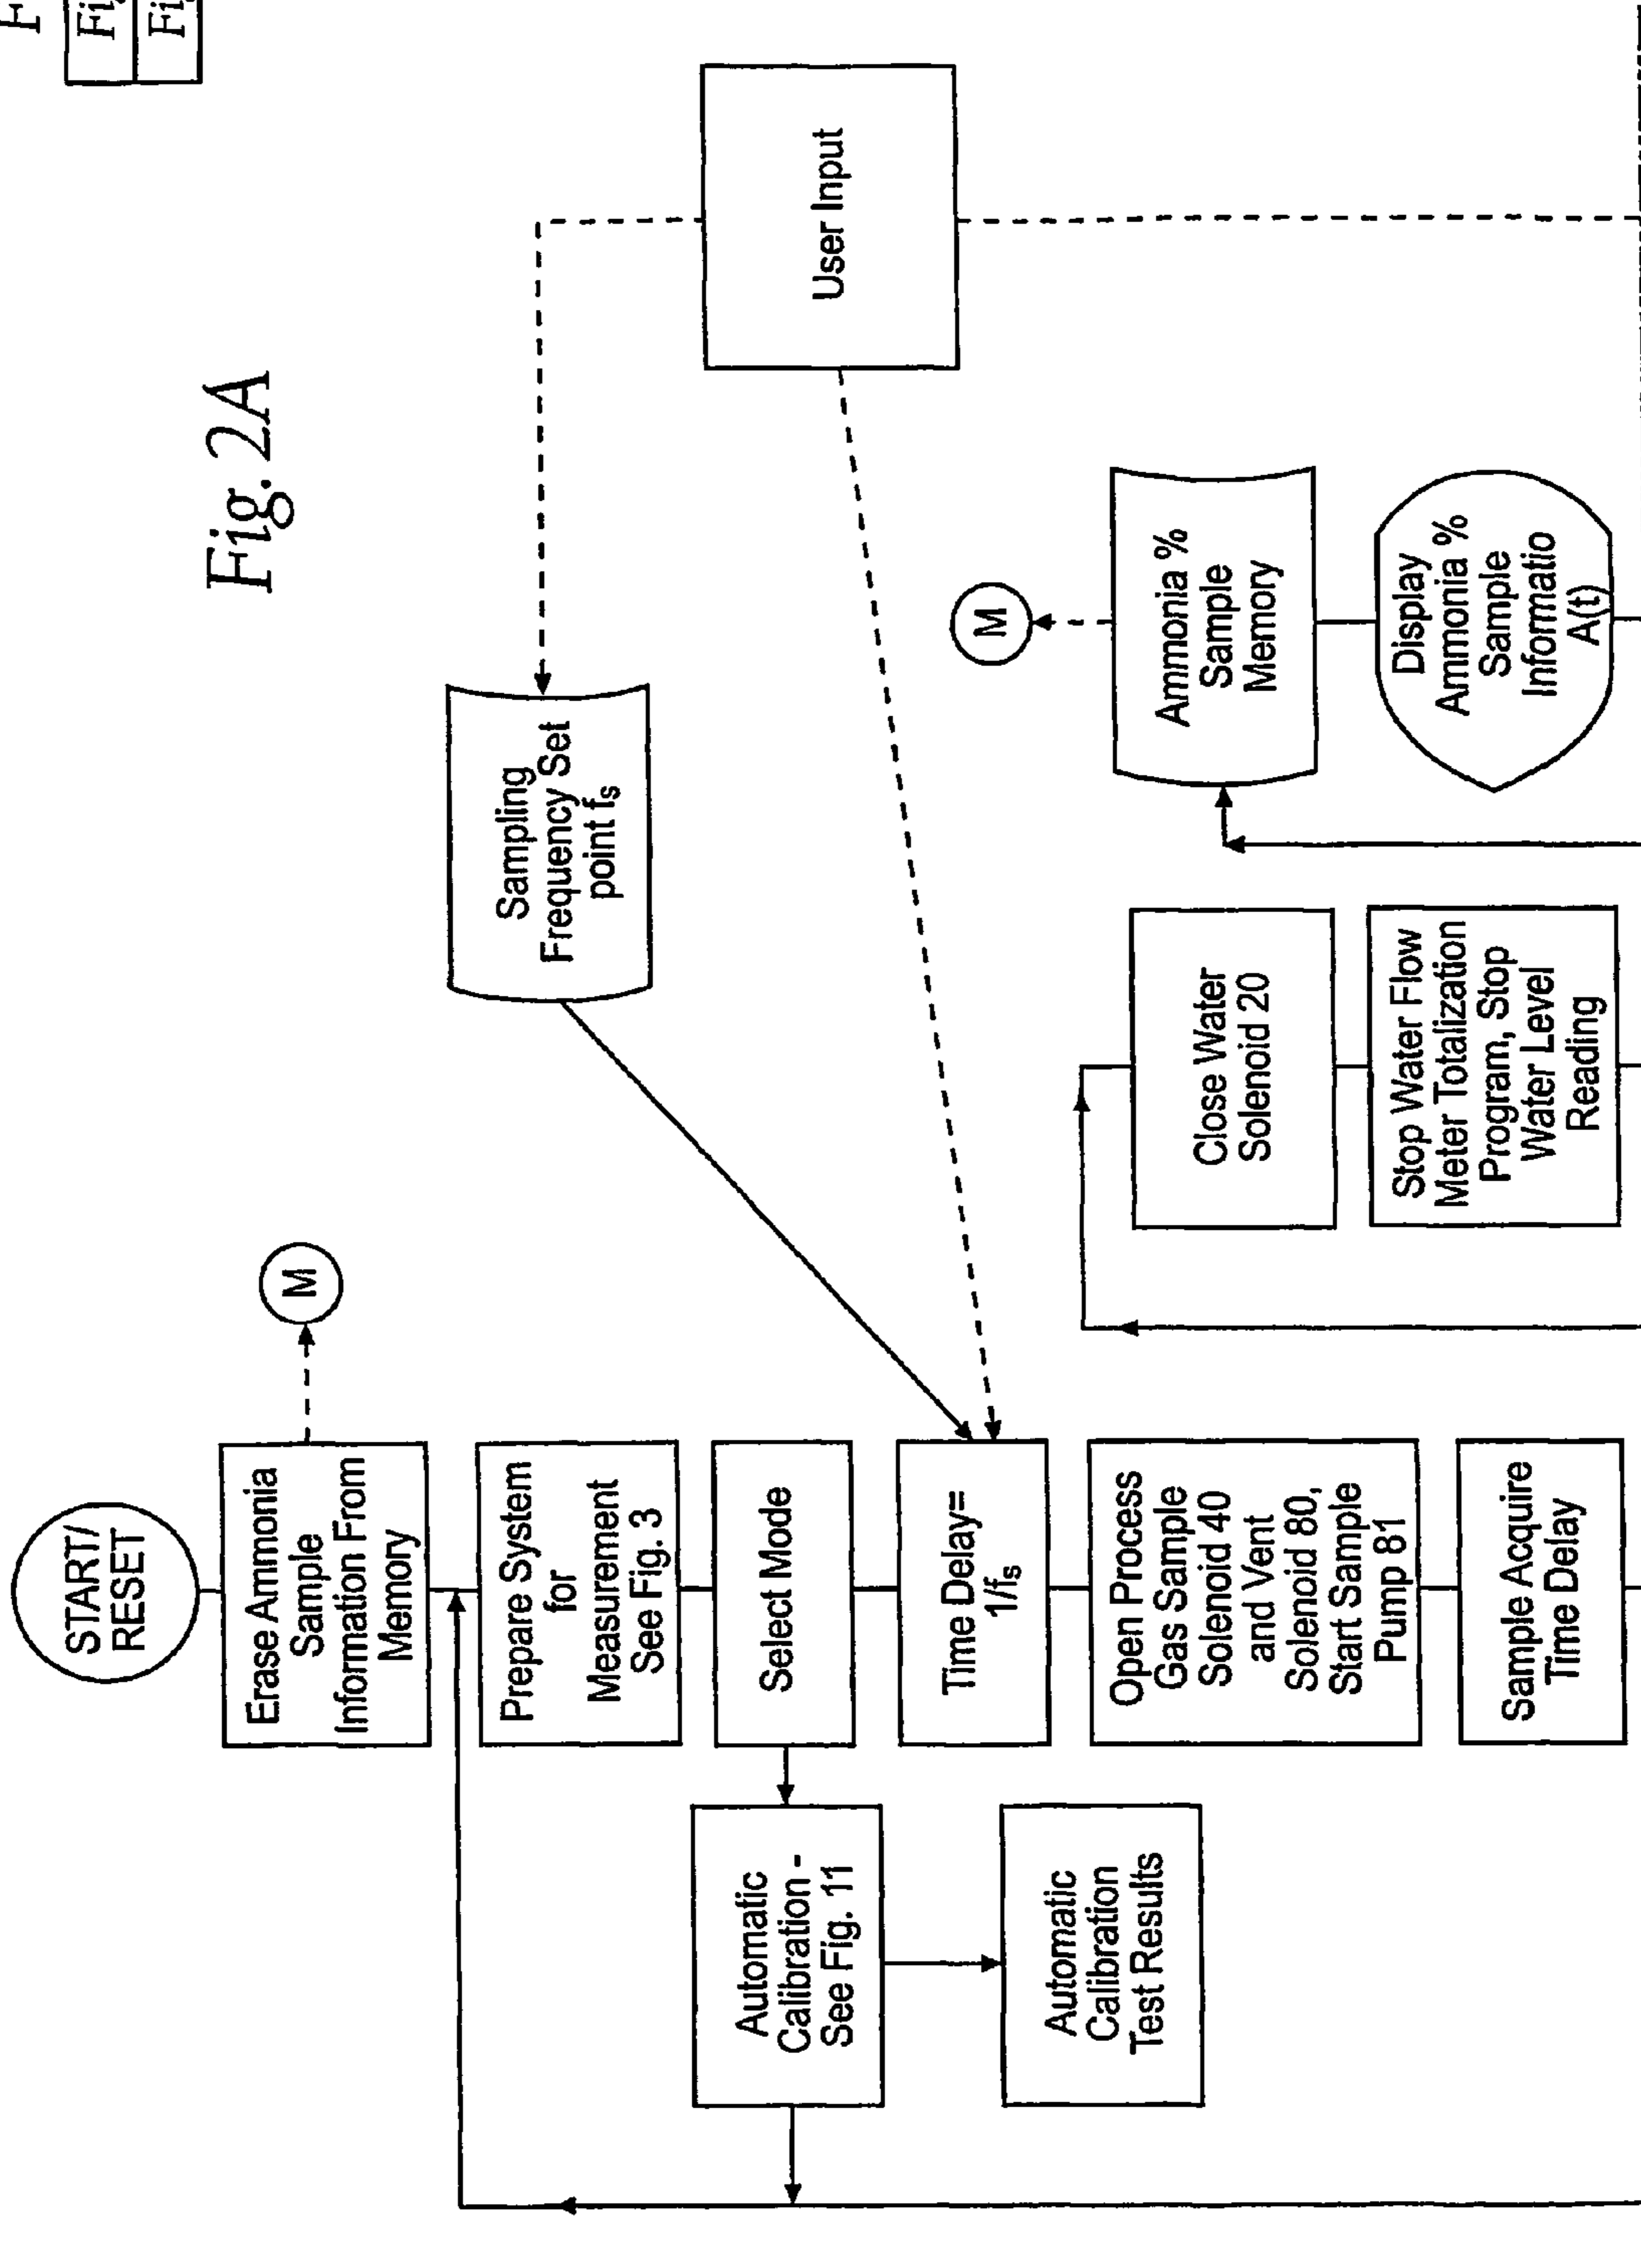 Fig. 2A
START/
RESET
Erase Ammonia
Sample
Information From
Memory
M
Prepare System
for
Measurement
See Fig. 3
Select Mode
Automatic
Calibration -
See Fig. 11
Automatic
Calibration
Test Results
Time Delay=
1/fs
Sampling
Frequency Set
point fs
User Input
Open Process
Gas Sample
Solenoid 40
and Vent
Solenoid 80,
Start Sample
Pump 81
Sample Acquire
Time Delay
Close Water
Solenoid 20
Stop Water Flow
Meter Totalization
Program, Stop
Water Level
Reading
M
Ammonia %
Sample
Memory
Display
Ammonia %
Sample
Informatio
A(t)